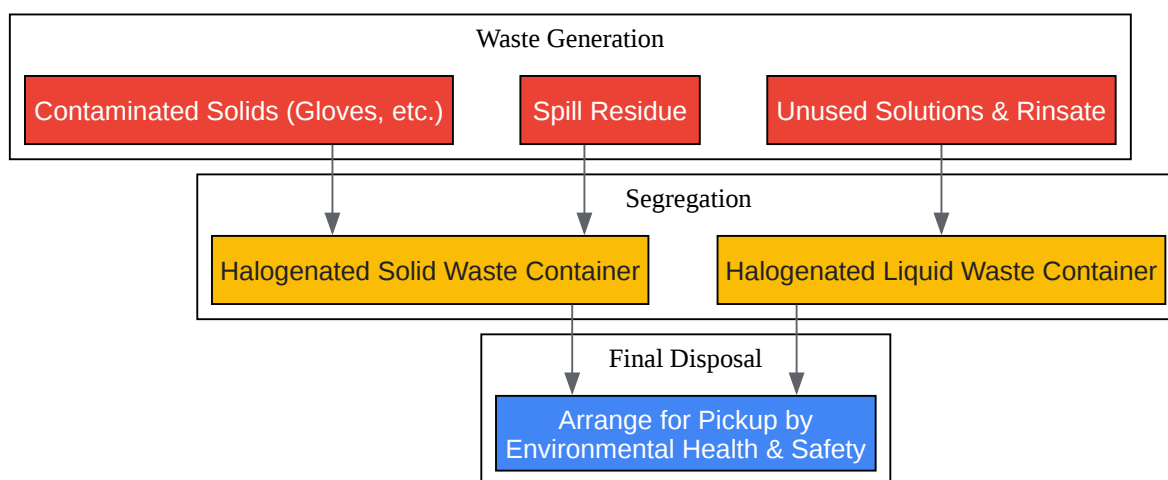 Waste Generation
Contaminated Solids (Gloves, etc.)
Spill Residue
Unused Solutions & Rinsate
Segregation
Halogenated Solid Waste Container
Halogenated Liquid Waste Container
Final Disposal
Arrange for Pickup by
Environmental Health & Safety